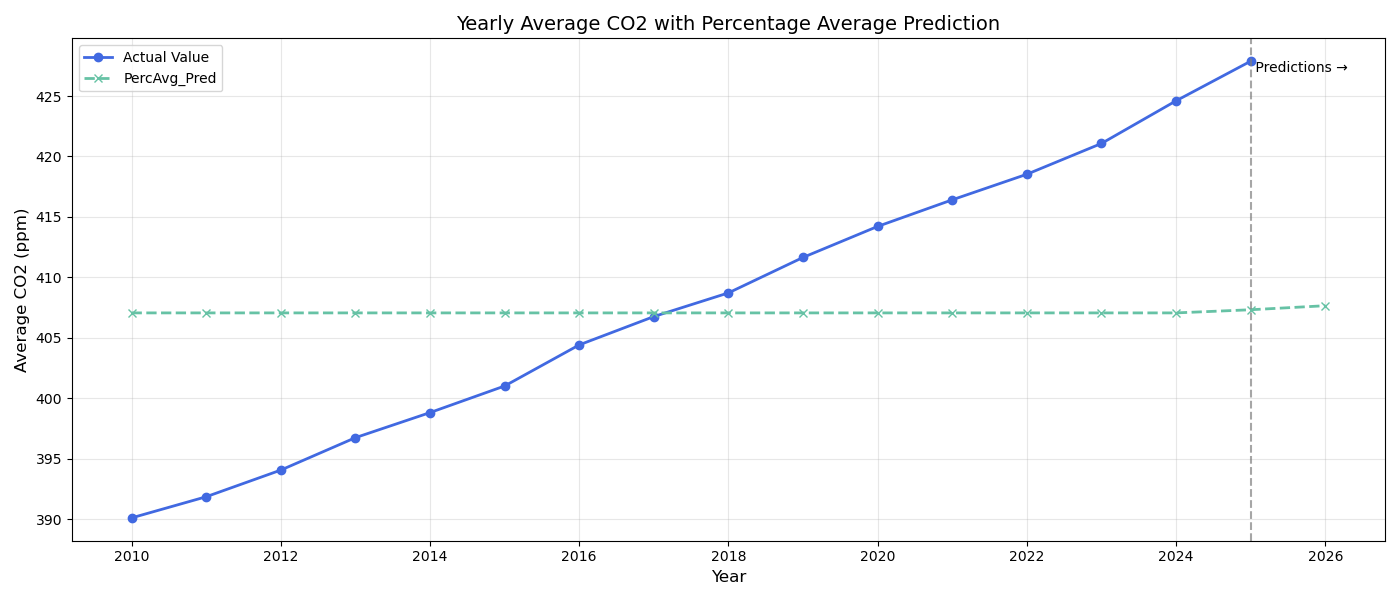 Yearly Average CO2 with Percentage Average Prediction
Actual Value
PercAvg_Pred
Predictions →
Average CO2 (ppm)
425
420
415
410
405
400
395
390
2010 2012 2014 2016 2018 2020 2022 2024 2026
Year